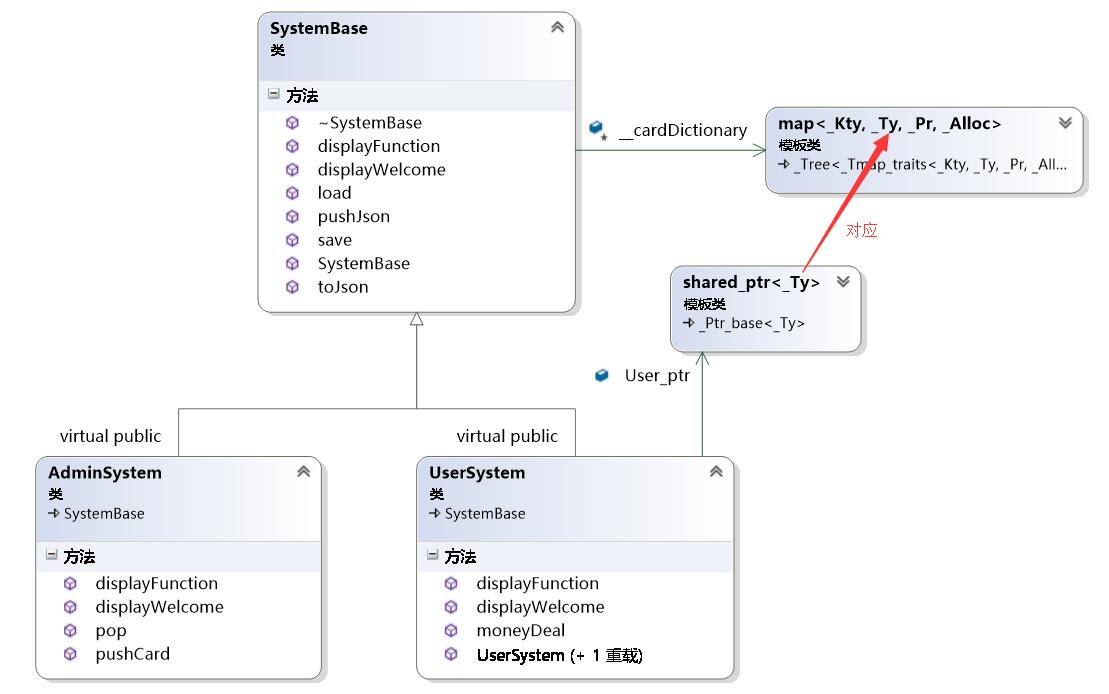 SystemBase
类
方法
~SystemBase
displayFunction
displayWelcome
load
pushJson
save
SystemBase
toJson
__cardDictionary
map<_Kty, _Ty, _Pr, _Alloc>
模板类
_Tree<_Tmap_traits<_Kty, _Ty, _Pr, _All...
对应
shared_ptr<_Ty>
模板类
_Ptr_base<_Ty>
User_ptr
virtual public
virtual public
AdminSystem
类
SystemBase
方法
displayFunction
displayWelcome
pop
pushCard
UserSystem
类
SystemBase
方法
displayFunction
displayWelcome
moneyDeal
UserSystem (+ 1 重载)